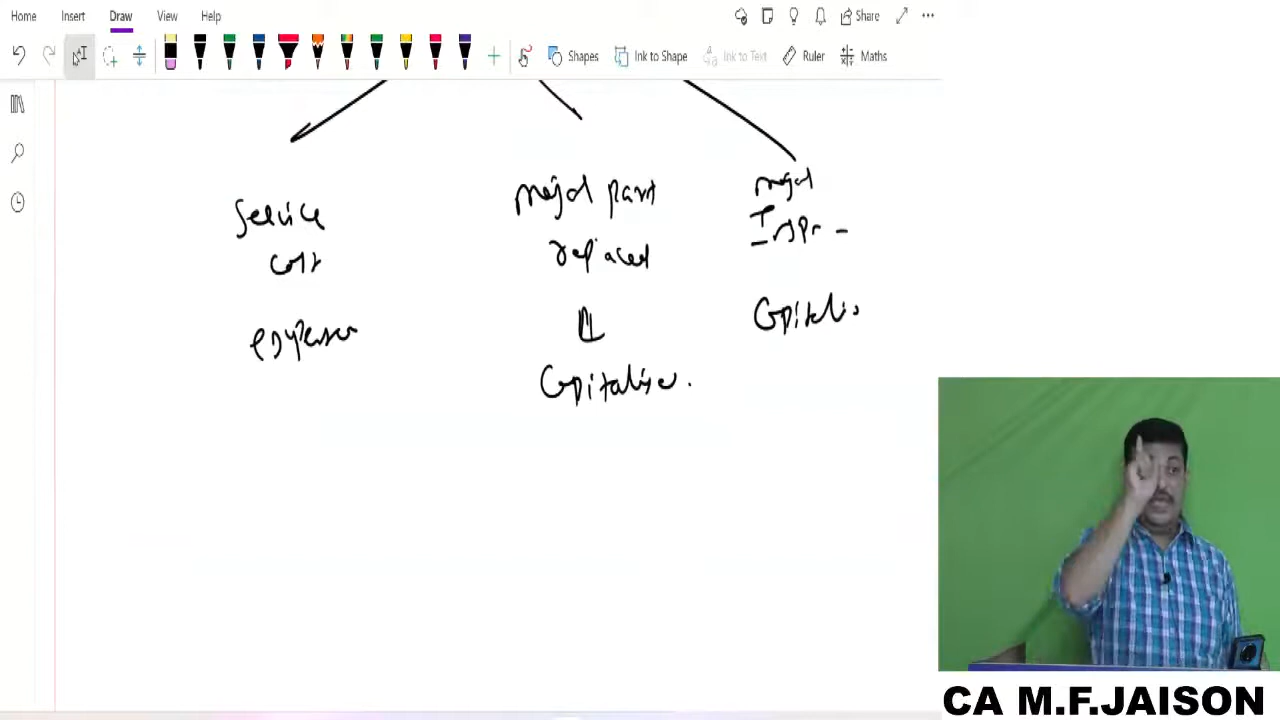 Home Insert Draw View Help
Share
Shapes Ink to Shape Ink to Text Ruler Maths
Service
cost
expense
major part
replaced
Capitalise.
major
Inspn -
Capitalis
CA M.F.JAISON